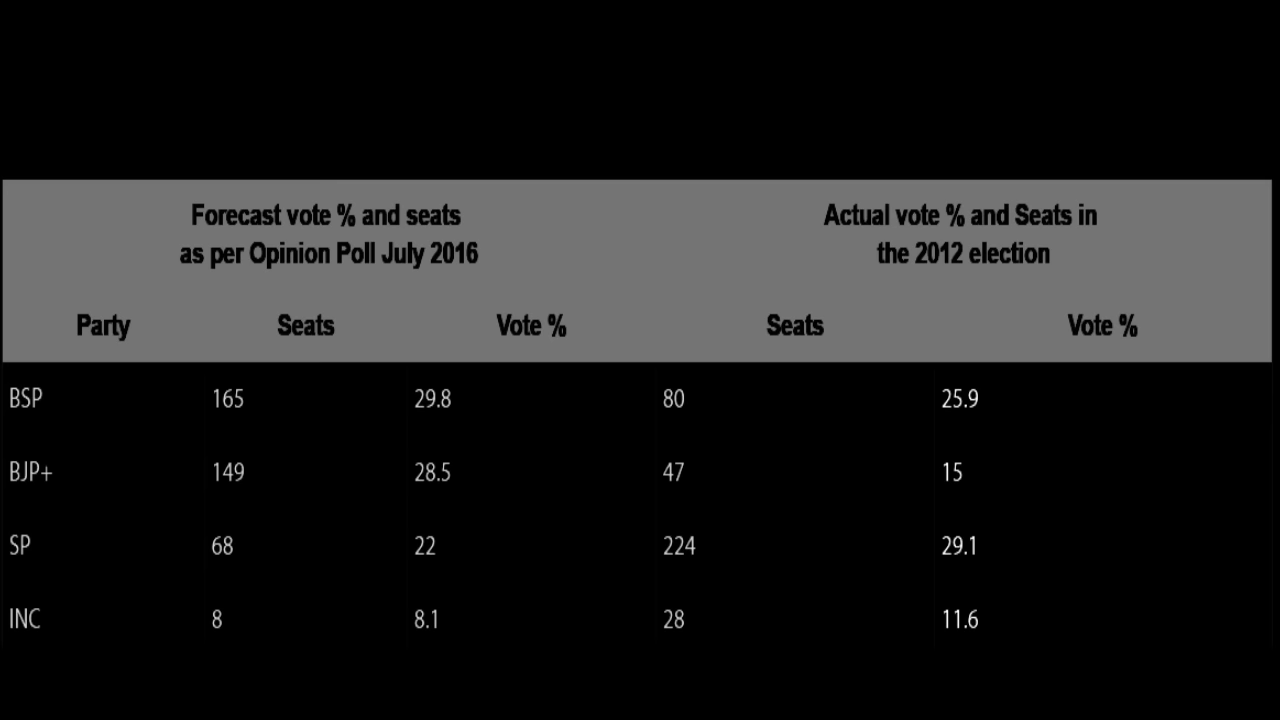 Forecast vote % and seats
as per Opinion Poll July 2016
Actual vote % and Seats in
the 2012 election
Party Seats Vote % Seats Vote %
BSP 165 29.8 80 25.9
BJP+ 149 28.5 47 15
SP 68 22 224 29.1
INC 8 8.1 28 11.6